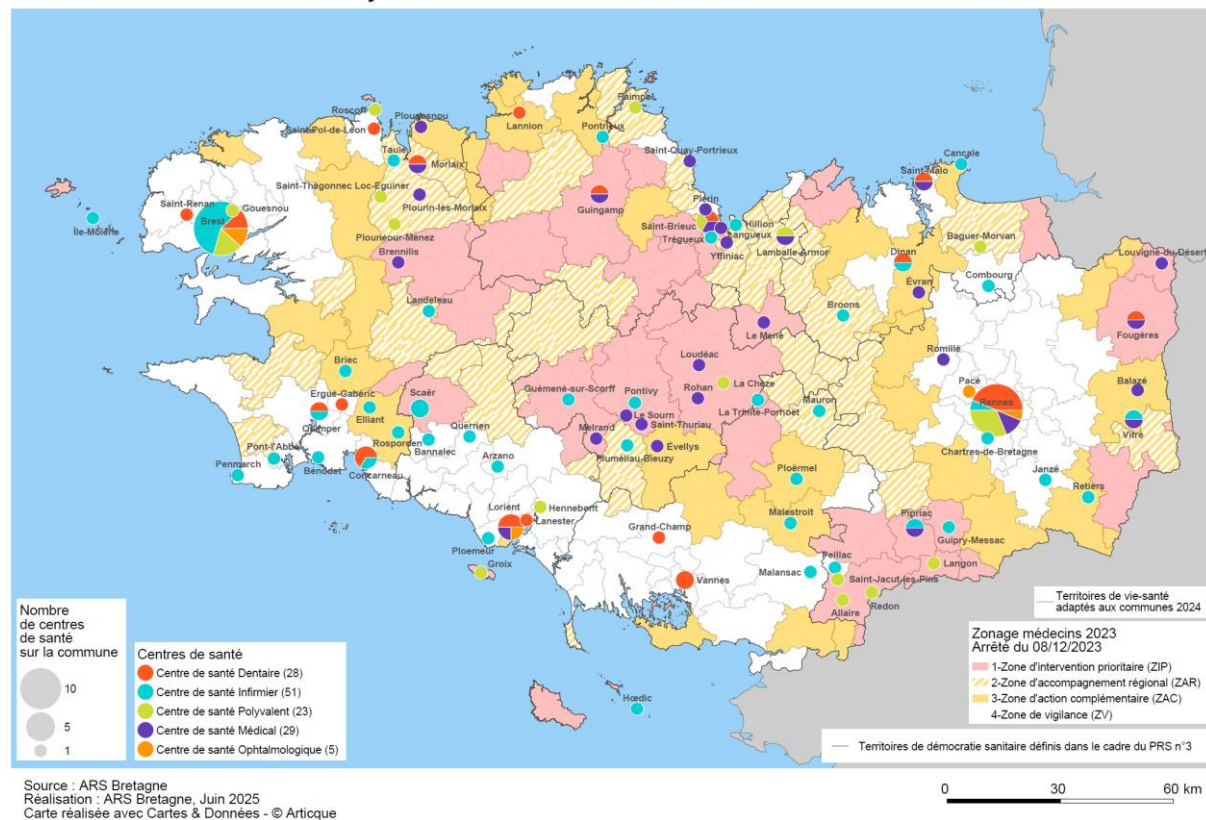 Roscoff
Saint-Pol-de-Léon
Taulé
Morlaix
Saint-Thégonnec Loc-Eguiner
Plourin-lès-Morlaix
Plounéour-Ménez
Brennilis
Saint-Renan
Gouesnou
Brest
Île-Molène
Landeleau
Briec
Ergué-Gabéric
Quimper
Elliant
Scaër
Rosporden
Bannalec
Querrien
Pont-l'Abbé
Penmarch
Bénodet
Concarneau
Arzano
Lannion
Pontrieux
Paimpol
Saint-Quay-Portrieux
Guingamp
Plérin
Saint-Brieuc
Hillion
Langueux
Trégueux
Yffiniac
Lamballe-Armor
Saint-Malo
Cancale
Baguer-Morvan
Dinan
Combourg
Évran
Broons
Louvigné-du-Désert
Fougères
Le Mené
Loudéac
Romillé
Balazé
Pacé
Rennes
Vitré
Chartres-de-Bretagne
Janzé
Retiers
Guémené-sur-Scorff
Pontivy
Rohan
La Chèze
La Trinité-Porhoët
Mauron
Le Sourn
Saint-Thuriau
Melrand
Pluméliau-Bieuzy
Évellys
Ploërmel
Malestroit
Pipriac
Guipry-Messac
Langon
Hennebont
Lorient
Lanester
Ploemeur
Groix
Grand-Champ
Vannes
Malansac
Peillac
Saint-Jacut-les-Pins
Allaire
Redon
Hœdic
Nombre
de centres
de santé
sur la commune
10
5
1
Centres de santé
Centre de santé Dentaire (28)
Centre de santé Infirmier (51)
Centre de santé Polyvalent (23)
Centre de santé Médical (29)
Centre de santé Ophtalmologique (5)
Territoires de vie-santé
adaptés aux communes 2024
Zonage médecins 2023
Arrêté du 08/12/2023
1-Zone d'intervention prioritaire (ZIP)
2-Zone d'accompagnement régional (ZAR)
3-Zone d'action complémentaire (ZAC)
4-Zone de vigilance (ZV)
Territoires de démocratie sanitaire définis dans le cadre du PRS n°3
Source : ARS Bretagne
Réalisation : ARS Bretagne, Juin 2025
Carte réalisée avec Cartes & Données - © Articque
0 30 60 km